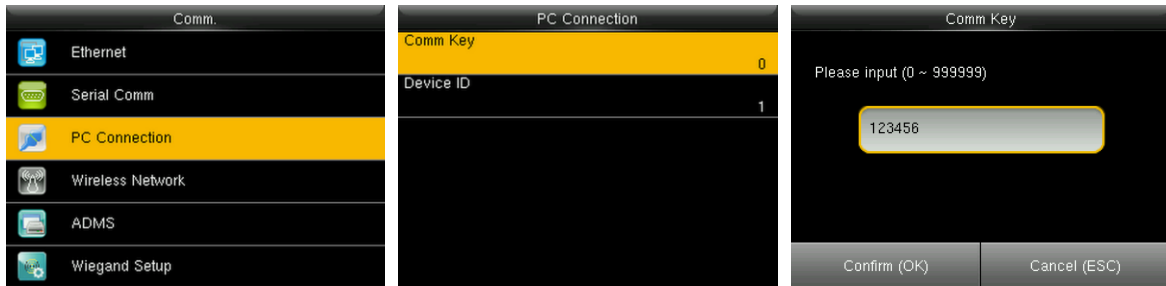 Comm.
Ethernet
Serial Comm
PC Connection
Wireless Network
ADMS
Wiegand Setup
PC Connection
Comm Key
0
Device ID
1
Comm Key
Please input (0 ~ 999999)
123456
Confirm (OK) Cancel (ESC)